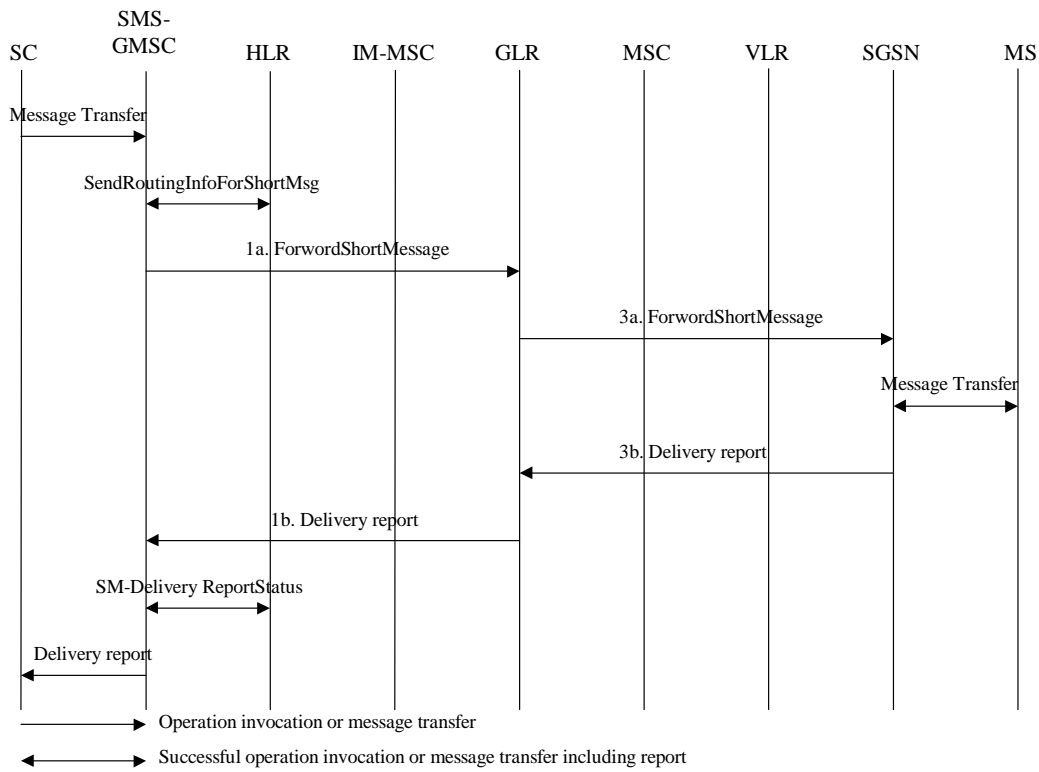 SMS-
SC GMSC HLR IM-MSC GLR MSC VLR SGSN MS
Message Transfer
SendRoutingInfoForShortMsg
1a. ForwordShortMessage
3a. ForwordShortMessage
Message Transfer
3b. Delivery report
1b. Delivery report
SM-Delivery ReportStatus
Delivery report
Operation invocation or message transfer
Successful operation invocation or message transfer including report